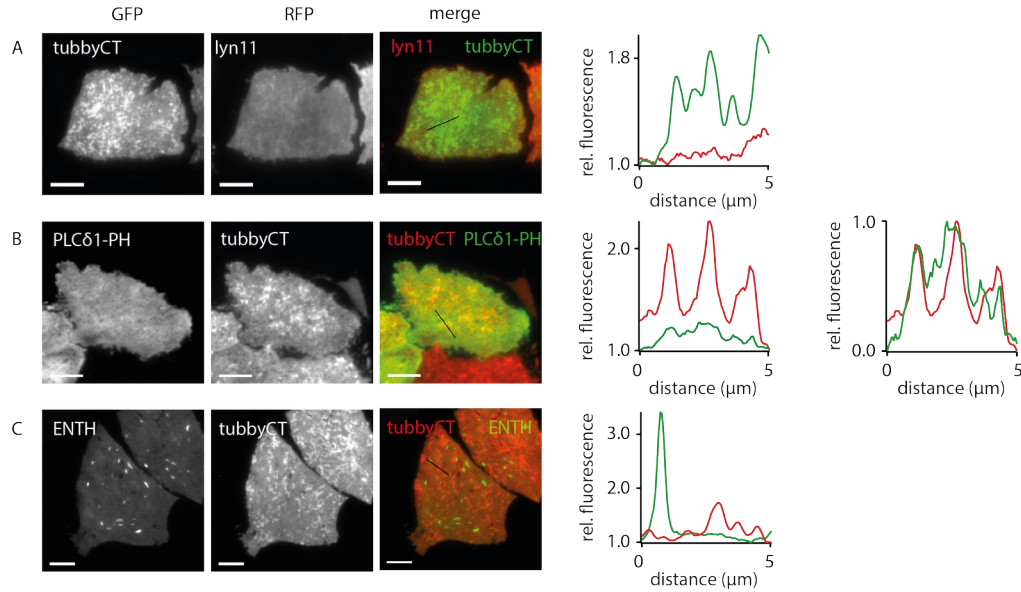 GFP RFP merge
A tubbyCT lyn11 lyn11 tubbyCT
rel. fluorescence
1.8
1.0
0 5
distance (μm)
B PLCδ1-PH tubbyCT tubbyCT PLCδ1-PH
rel. fluorescence
2.0
1.0
0 5
distance (μm)
rel. fluorescence
1.0
0.0
0 5
distance (μm)
C ENTH tubbyCT tubbyCT ENTH
rel. fluorescence
3.0
2.0
1.0
0 5
distance (μm)